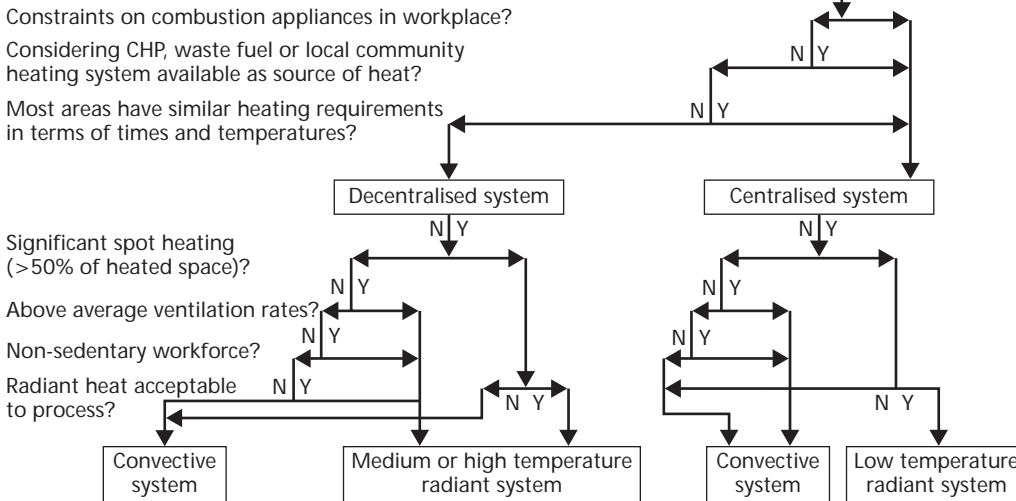 Constraints on combustion appliances in workplace?
N Y
Considering CHP, waste fuel or local community
heating system available as source of heat?
N Y
Most areas have similar heating requirements
in terms of times and temperatures?
N Y
Decentralised system
Centralised system
N Y
N Y
Significant spot heating
(>50% of heated space)?
N Y
N Y
Above average ventilation rates?
N Y
N Y
Non-sedentary workforce?
N Y
Radiant heat acceptable
to process?
N Y
N Y
Convective
system
Medium or high temperature
radiant system
Convective
system
Low temperature
radiant system